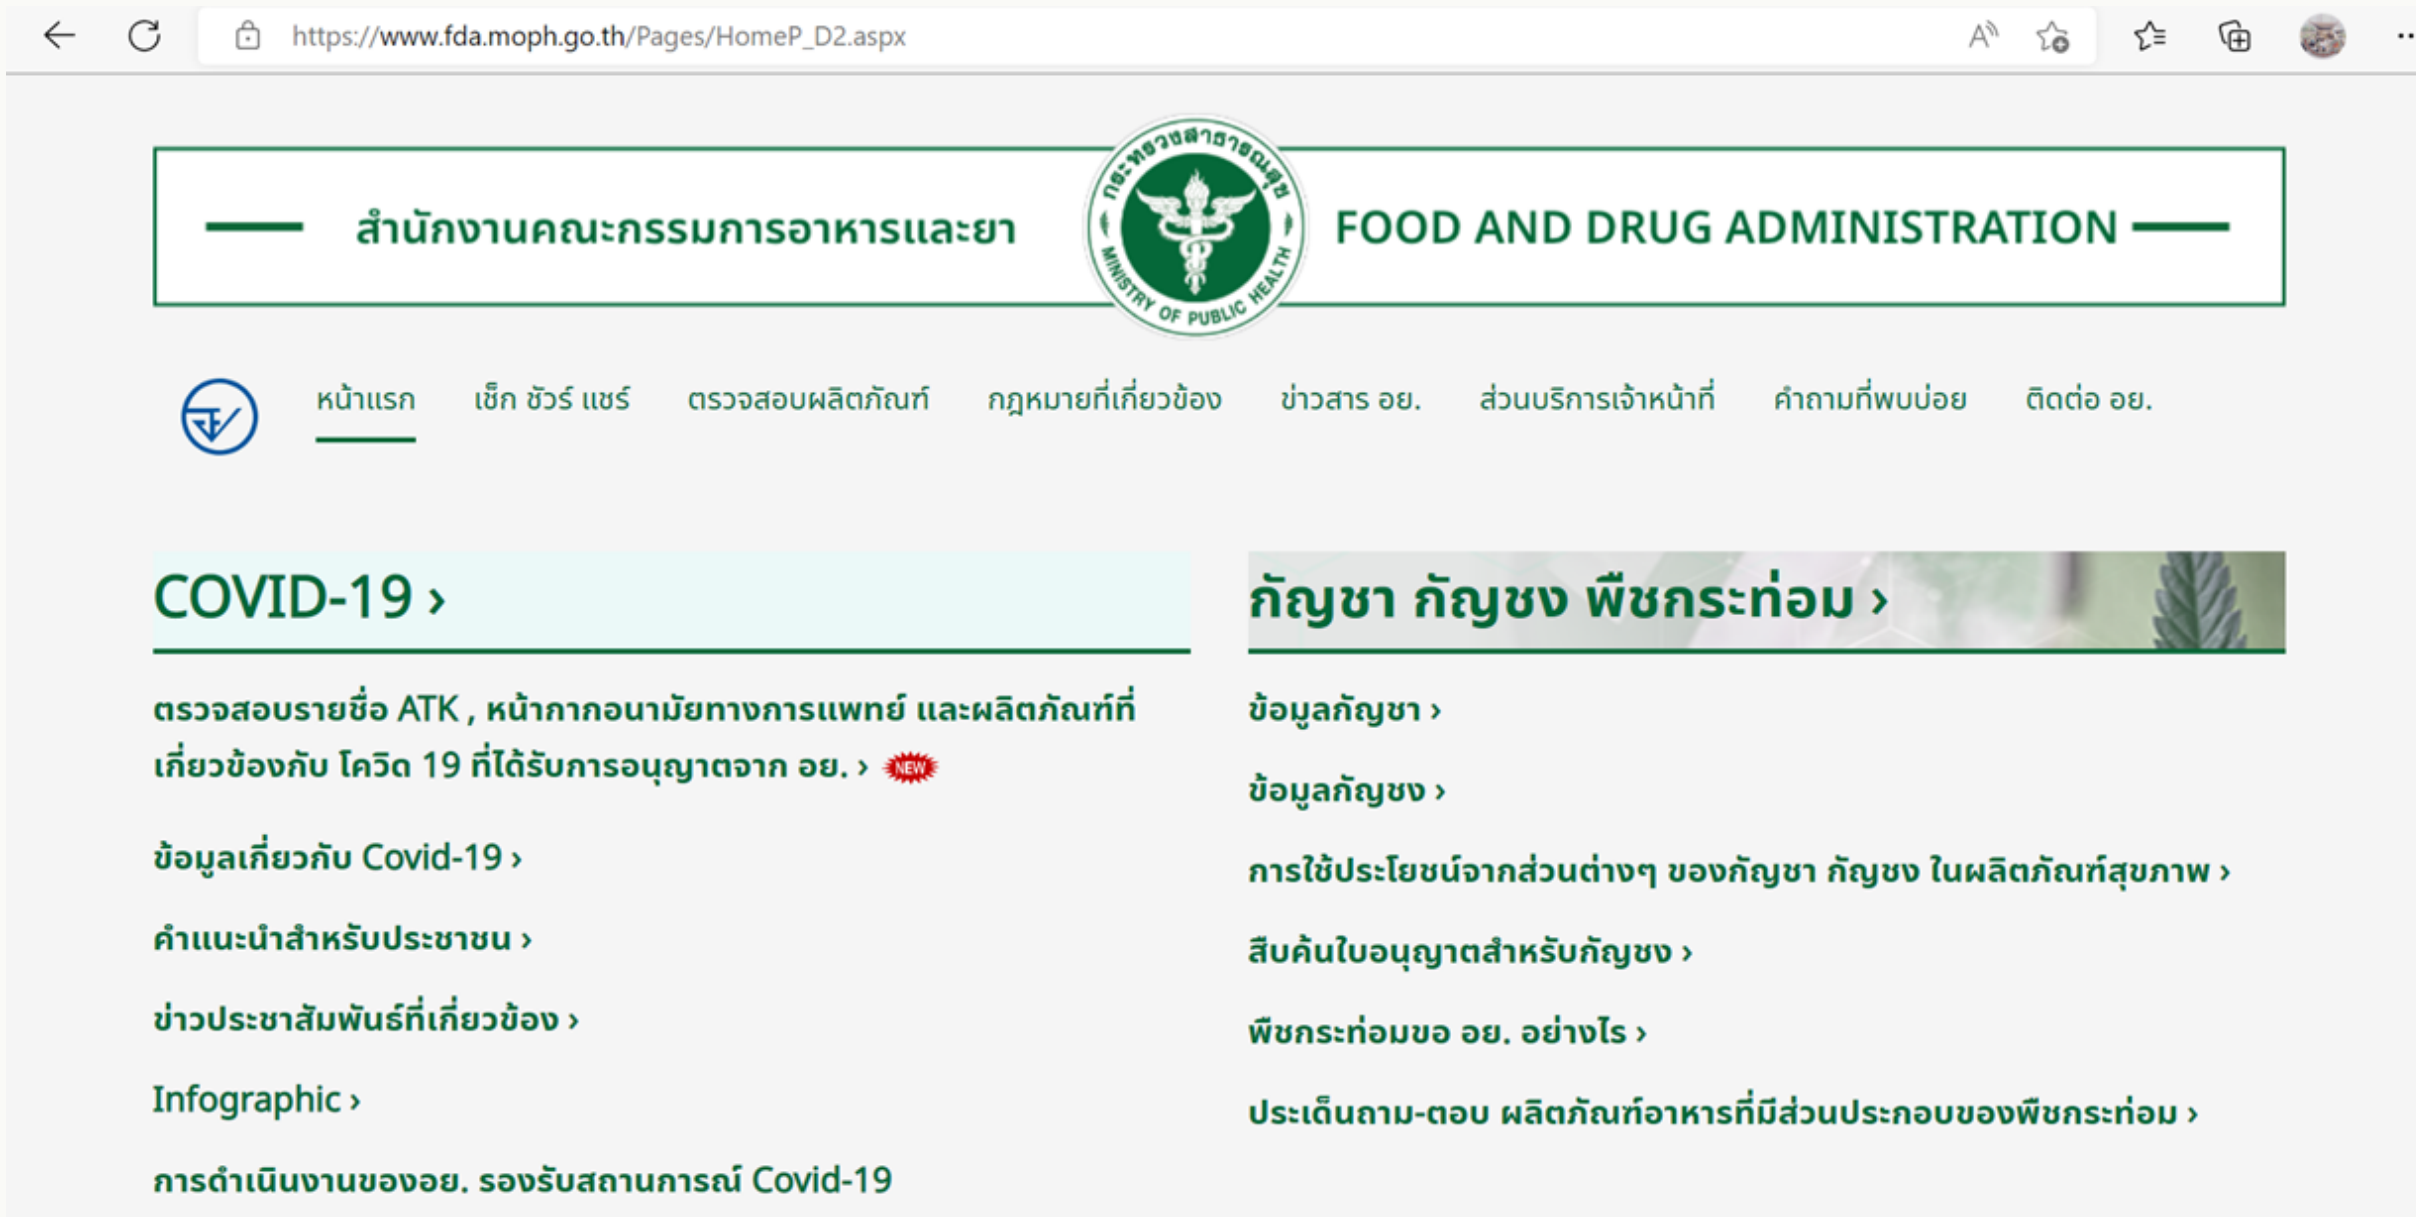 https://www.fda.moph.go.th/Pages/HomeP_D2.aspx
สำนักงานคณะกรรมการอาหารและยา
กระทรวงสาธารณสุข
MINISTRY OF PUBLIC HEALTH
FOOD AND DRUG ADMINISTRATION
หน้าแรก เช็ก ชัวร์ แชร์ ตรวจสอบผลิตภัณฑ์ กฎหมายที่เกี่ยวข้อง ข่าวสาร อย. ส่วนบริการเจ้าหน้าที่ คำถามที่พบบ่อย ติดต่อ อย.
COVID-19 ›
ตรวจสอบรายชื่อ ATK , หน้ากากอนามัยทางการแพทย์ และผลิตภัณฑ์ที่
เกี่ยวข้องกับ โควิด 19 ที่ได้รับการอนุญาตจาก อย. › NEW
ข้อมูลเกี่ยวกับ Covid-19 ›
คำแนะนำสำหรับประชาชน ›
ข่าวประชาสัมพันธ์ที่เกี่ยวข้อง ›
Infographic ›
การดำเนินงานของอย. รองรับสถานการณ์ Covid-19
กัญชา กัญชง พืชกระท่อม ›
ข้อมูลกัญชา ›
ข้อมูลกัญชง ›
การใช้ประโยชน์จากส่วนต่างๆ ของกัญชา กัญชง ในผลิตภัณฑ์สุขภาพ ›
สืบค้นใบอนุญาตสำหรับกัญชง ›
พืชกระท่อมขอ อย. อย่างไร ›
ประเด็นถาม-ตอบ ผลิตภัณฑ์อาหารที่มีส่วนประกอบของพืชกระท่อม ›